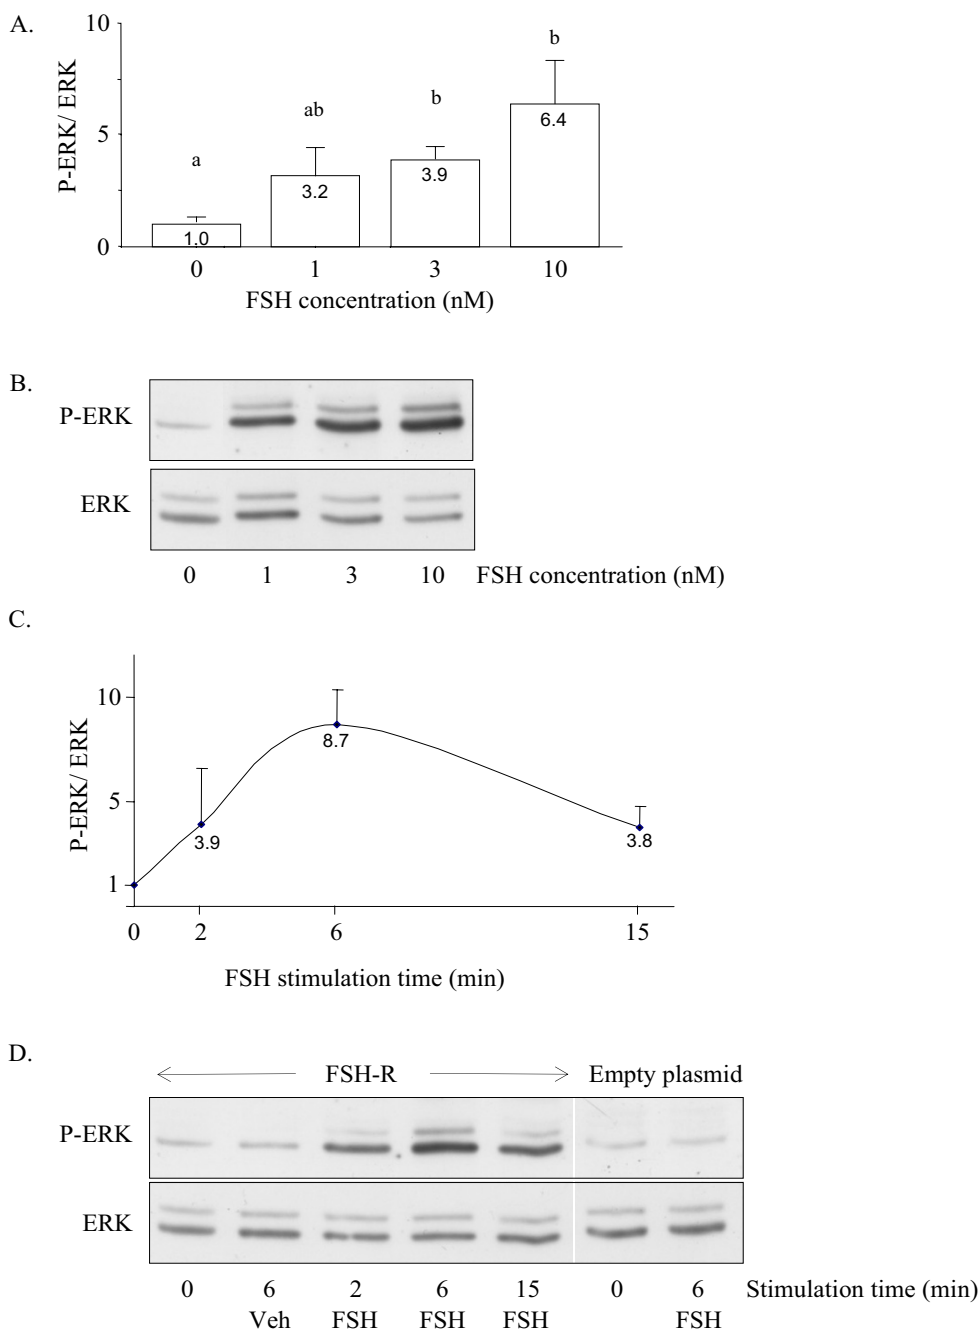 A.
10
5
0
P-ERK/ ERK
a
ab
b
b
1.0
3.2
3.9
6.4
0 1 3 10
FSH concentration (nM)
B.
P-ERK
ERK
0 1 3 10 FSH concentration (nM)
C.
10
5
1
P-ERK/ ERK
3.9
8.7
3.8
0 2 6 15
FSH stimulation time (min)
D.
FSH-R Empty plasmid
P-ERK
ERK
0 6 2 6 15 0 6 Stimulation time (min)
Veh FSH FSH FSH FSH